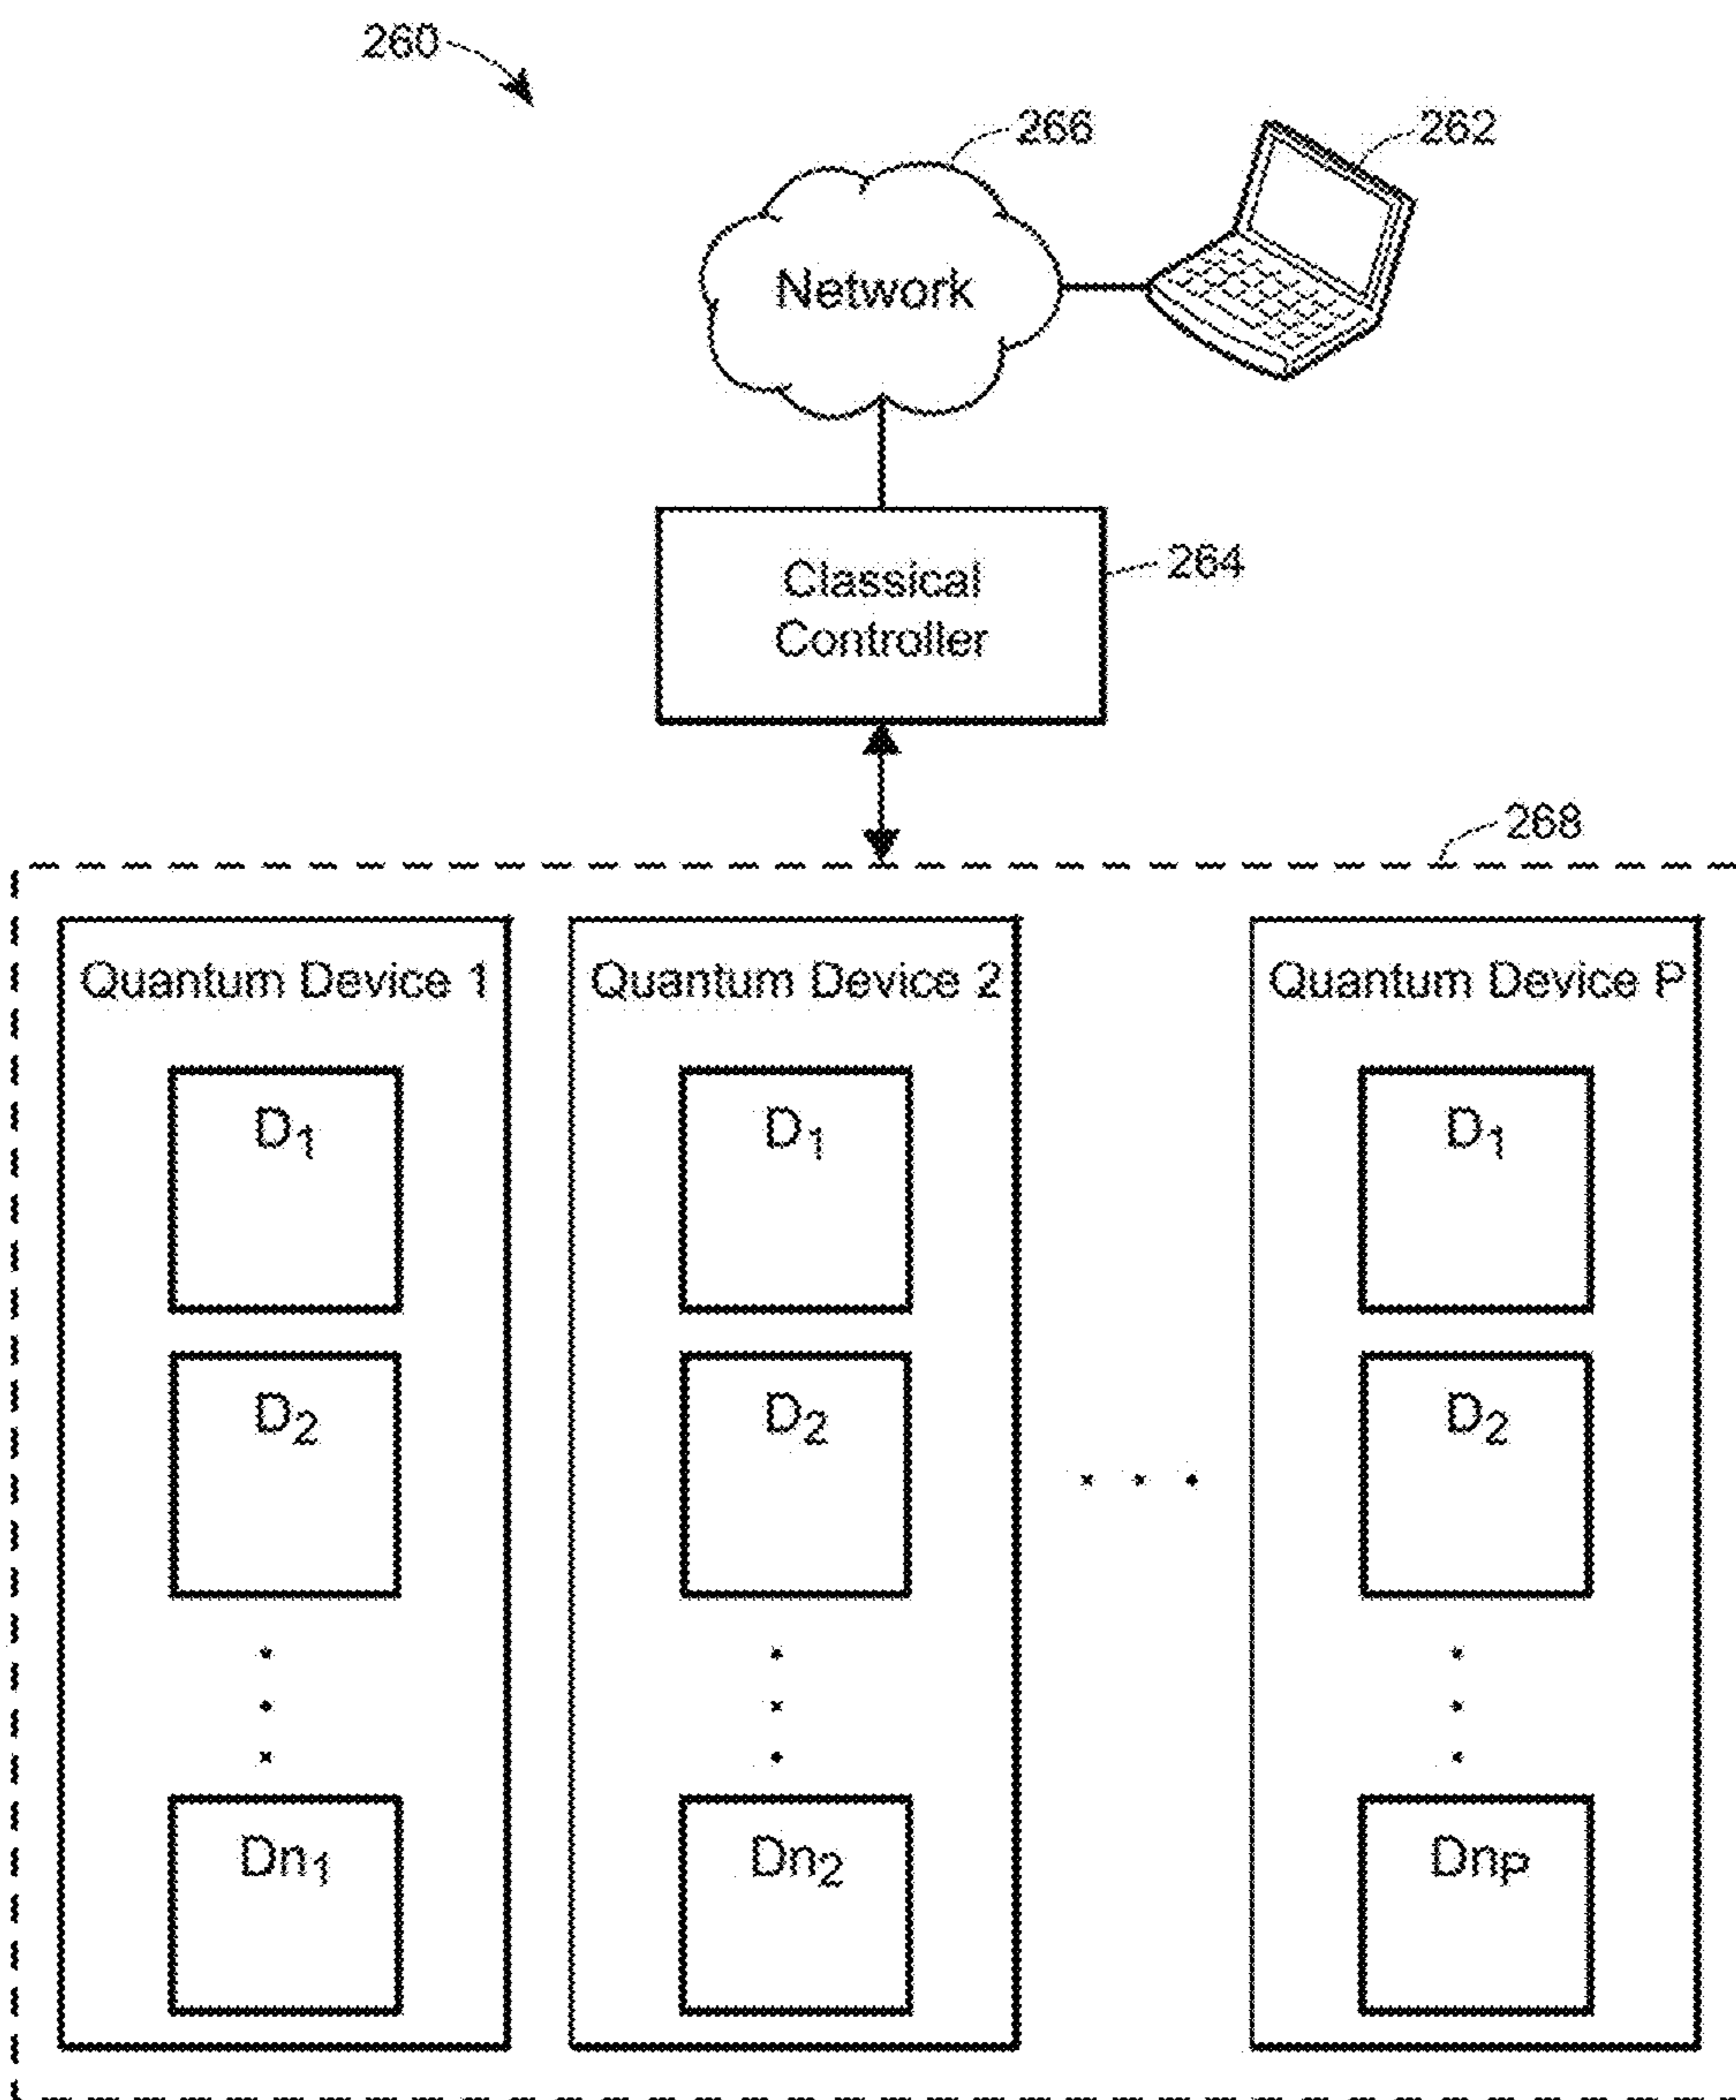 260
266
262
Network
Classical
Controller
264
268
Quantum Device 1
D₁
D₂
Dn₁
Quantum Device 2
D₁
D₂
Dn₂
Quantum Device P
D₁
D₂
Dnₚ